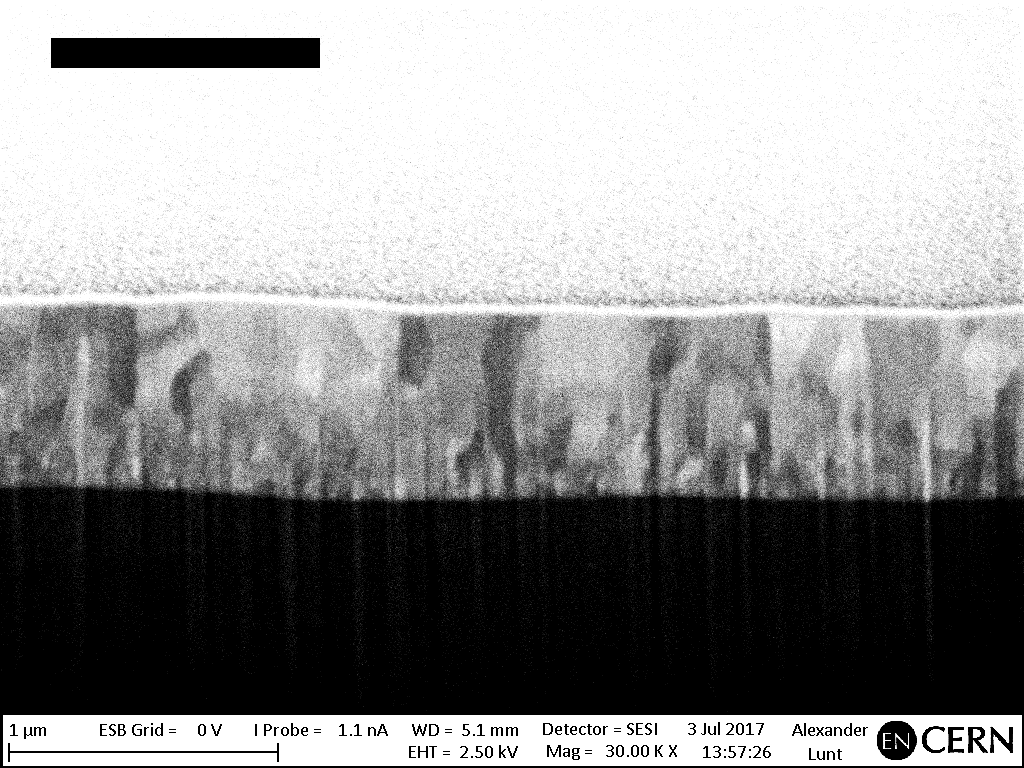 1 µm ESB Grid = 0 V I Probe = 1.1 nA WD = 5.1 mm Detector = SESI 3 Jul 2017 Alexander
EHT = 2.50 kV Mag = 30.00 K X 13:57:26 Lunt
EN CERN